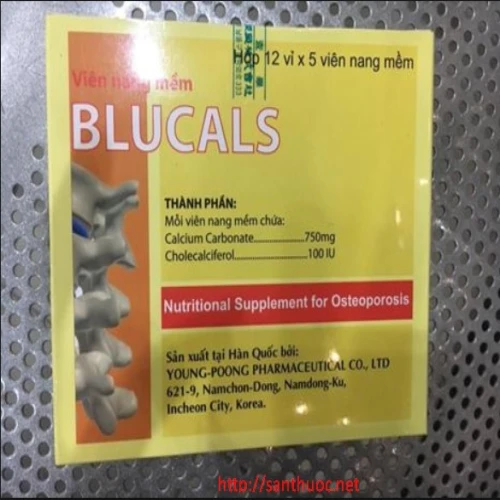 Hộp 12 vỉ x 5 viên nang mềm
Viên nang mềm
BLUCALS
THÀNH PHẦN:
Mỗi viên nang mềm chứa:
Calcium Carbonate....................750mg
Cholecalciferol...........................100 IU
Nutritional Supplement for Osteoporosis
Sản xuất tại Hàn Quốc bởi:
YOUNG-POONG PHARMACEUTICAL CO., LTD
621-9, Namchon-Dong, Namdong-Ku,
Incheon City, Korea.
http://santhuoc.net